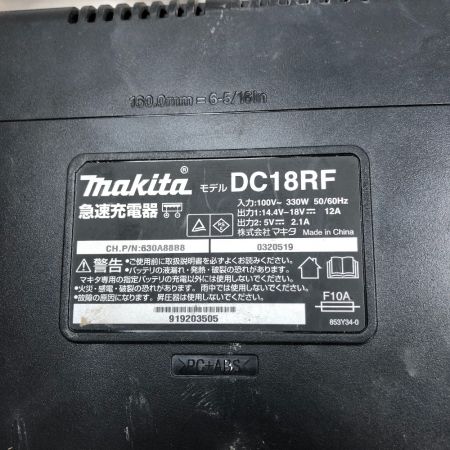 160.0mm=6-5/16in
makita® モデル DC18RF
急速充電器
入力:100V~ 330W 50/60Hz
出力1:14.4V-18V⎓ 12A
出力2:5V⎓ 2.1A
株式会社 マキタ Made in China
CH.P/N:630A88B8 0320519
警告 ●ご使用前に取扱説明書を必ずよくお読みください。
●バッテリの液漏れ・発熱・破裂の恐れがあります。
マキタ専用の指定バッテリ以外は充電しないでください。
●火災・感電・破裂の恐れがあります。雨中では使用しないでください。
●故障の原因になります。昇圧器は使用しないでください。
F10A
919203505
853Y34-0
>PC+ABS<